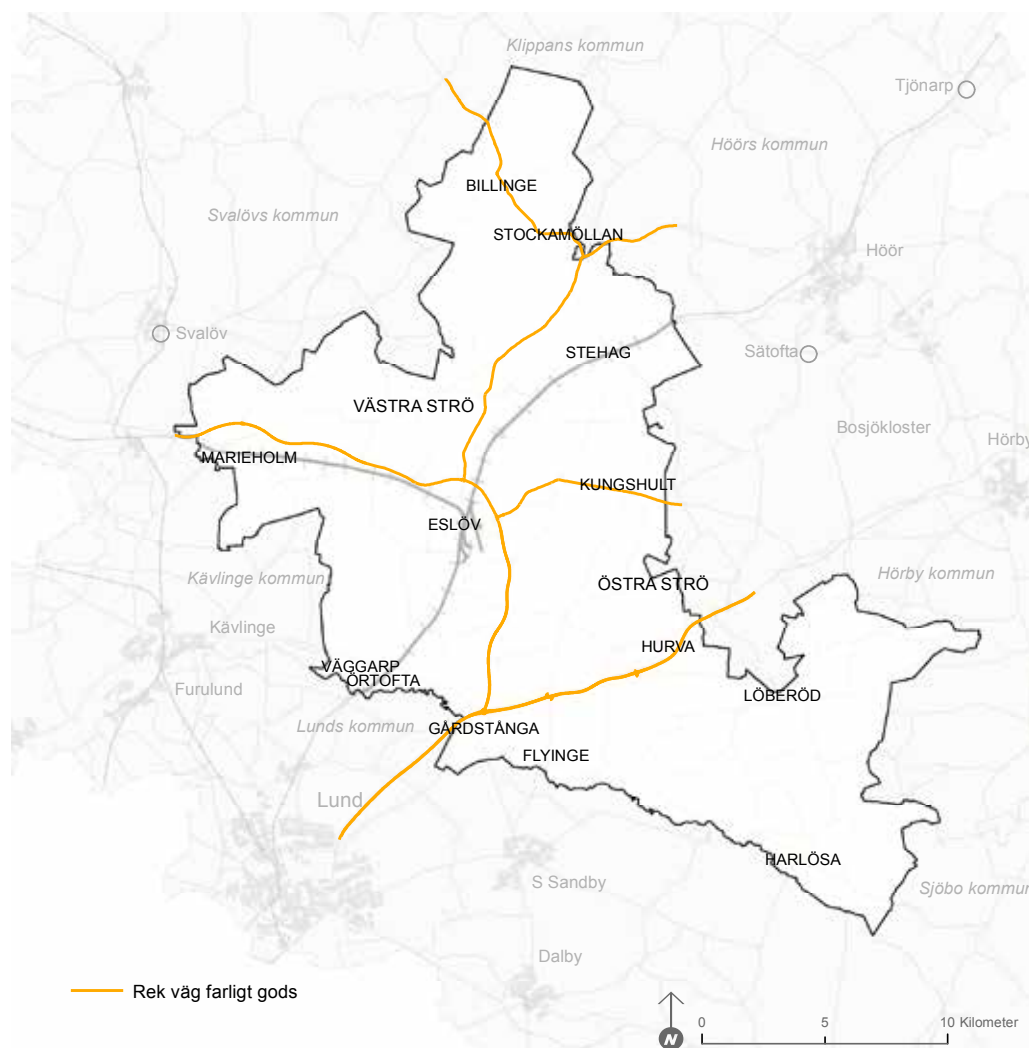 Klippans kommun
Tjönarp
Höörs kommun
BILLINGE
Svalövs kommun
STOCKAMÖLLAN
Höör
Svalöv
STEHAG
Sätofta
VÄSTRA STRÖ
Bosjökloster
MARIEHOLM
Hörby
KUNGSHULT
ESLÖV
Kävlinge kommun
ÖSTRA STRÖ
Hörby kommun
Kävlinge
HURVA
VÄGGARP
ÖRTOFTA
Furulund
LÖBERÖD
Lunds kommun
GÅRDSTÅNGA
FLYINGE
Lund
HARLÖSA
S Sandby
Sjöbo kommun
Dalby
Rek väg farligt gods
N
0 5 10 Kilometer